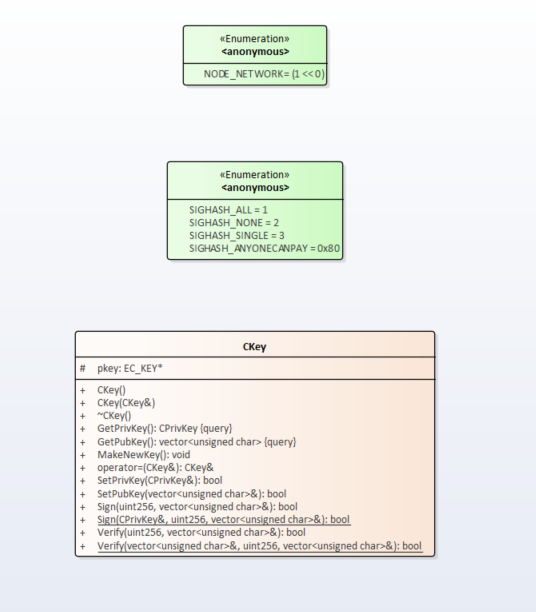 «Enumeration»
<anonymous>
NODE_NETWORK= (1 << 0)
«Enumeration»
<anonymous>
SIGHASH_ALL = 1
SIGHASH_NONE = 2
SIGHASH_SINGLE = 3
SIGHASH_ANYONECANPAY = 0x80
CKey
# pkey: EC_KEY*
+ CKey()
+ CKey(CKey&)
+ ~CKey()
+ GetPrivKey(): CPrivKey {query}
+ GetPubKey(): vector<unsigned char> {query}
+ MakeNewKey(): void
+ operator=(CKey&): CKey&
+ SetPrivKey(CPrivKey&): bool
+ SetPubKey(vector<unsigned char>&): bool
+ Sign(uint256, vector<unsigned char>&): bool
+ Sign(CPrivKey&, uint256, vector<unsigned char>&): bool
+ Verify(uint256, vector<unsigned char>&): bool
+ Verify(vector<unsigned char>&, uint256, vector<unsigned char>&): bool